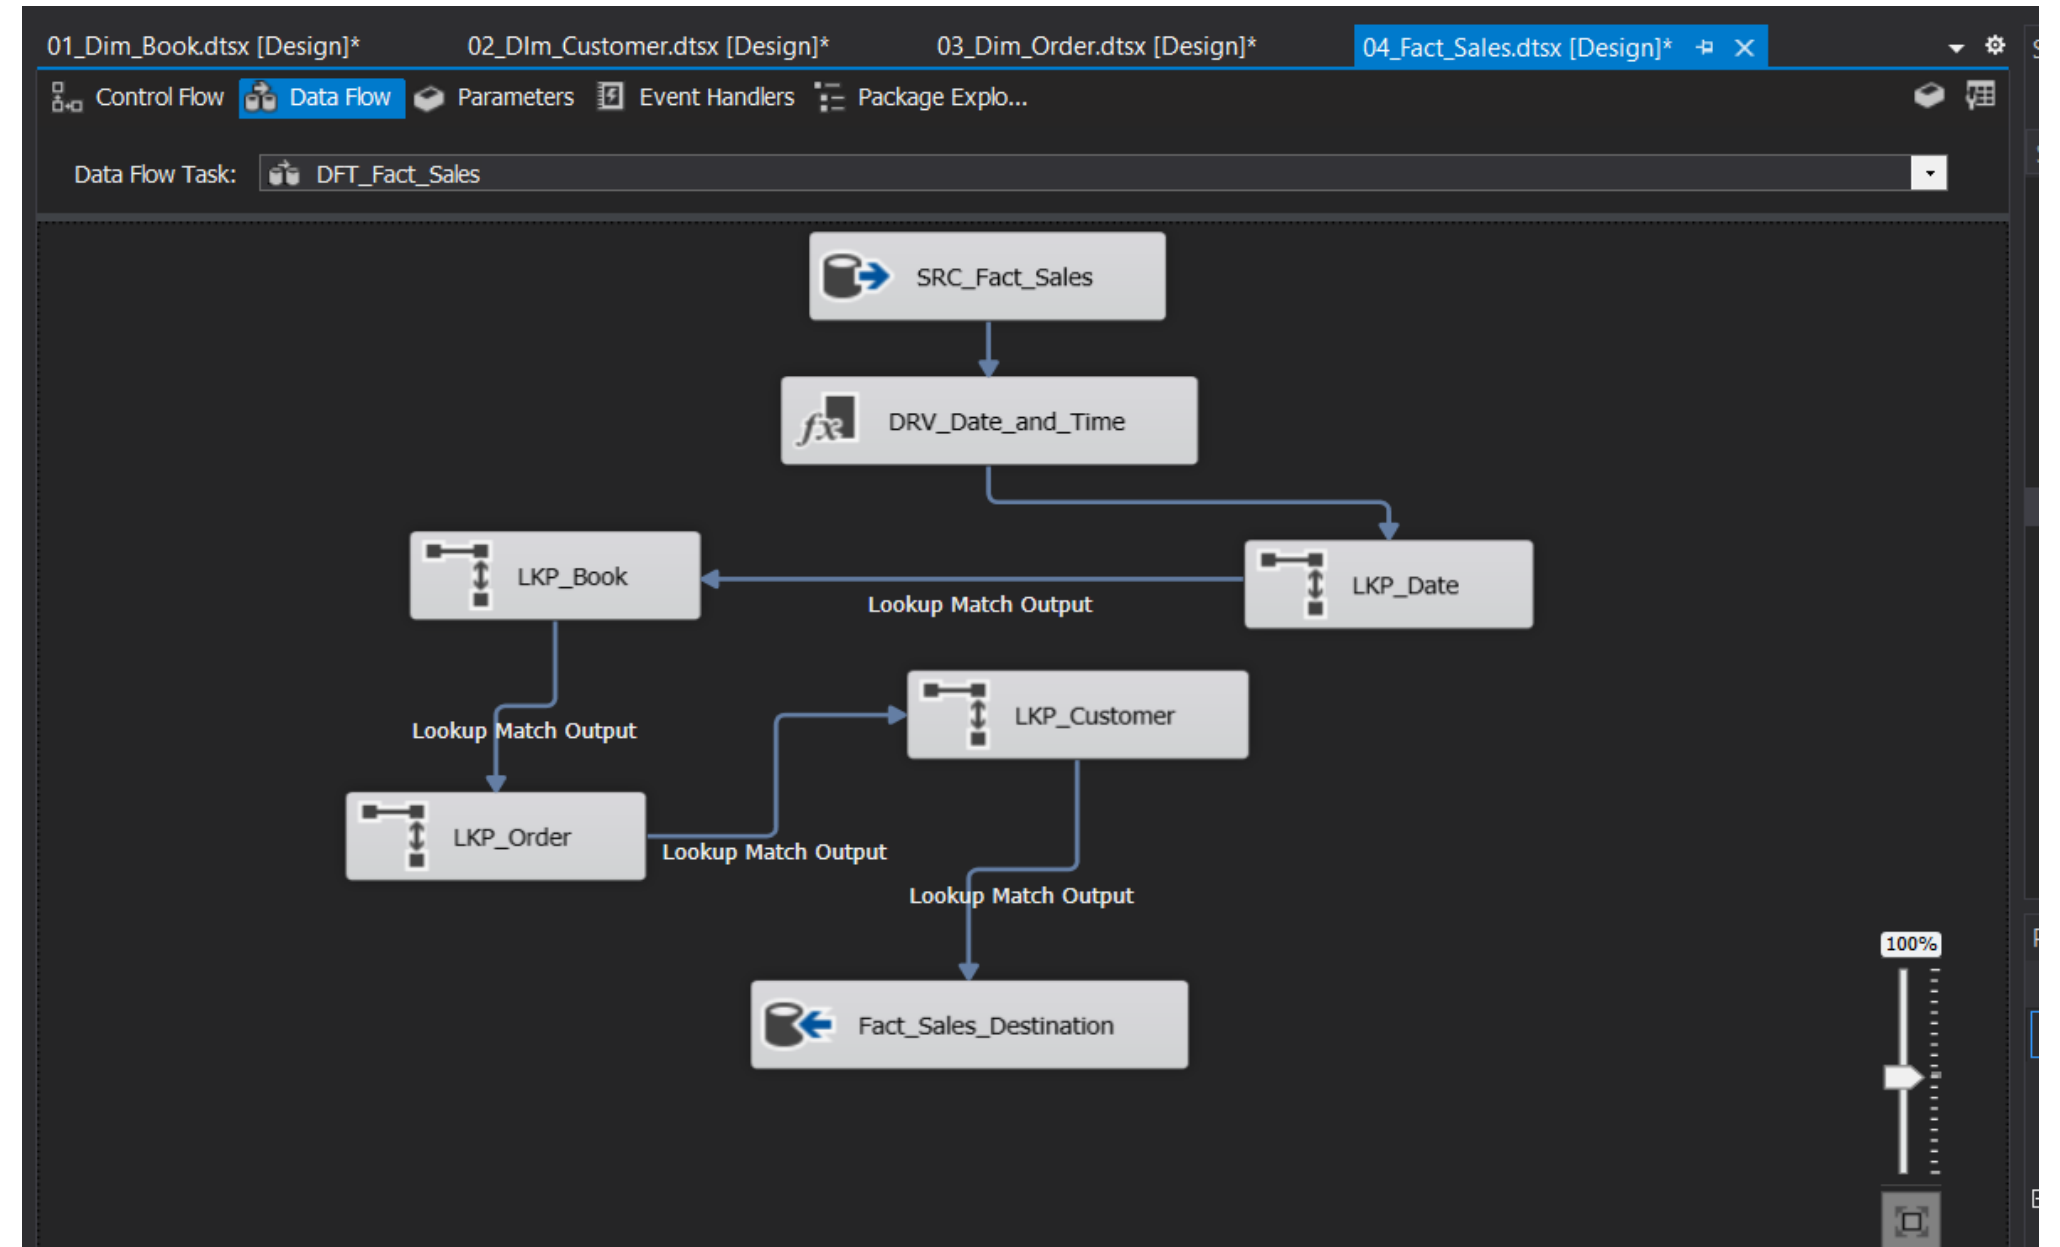 01_Dim_Book.dtsx [Design]* 02_DIm_Customer.dtsx [Design]* 03_Dim_Order.dtsx [Design]* 04_Fact_Sales.dtsx [Design]*
Control Flow Data Flow Parameters Event Handlers Package Explo...
Data Flow Task: DFT_Fact_Sales
SRC_Fact_Sales
DRV_Date_and_Time
LKP_Book
LKP_Date
Lookup Match Output
LKP_Customer
Lookup Match Output
LKP_Order
Lookup Match Output
Lookup Match Output
100%
Fact_Sales_Destination